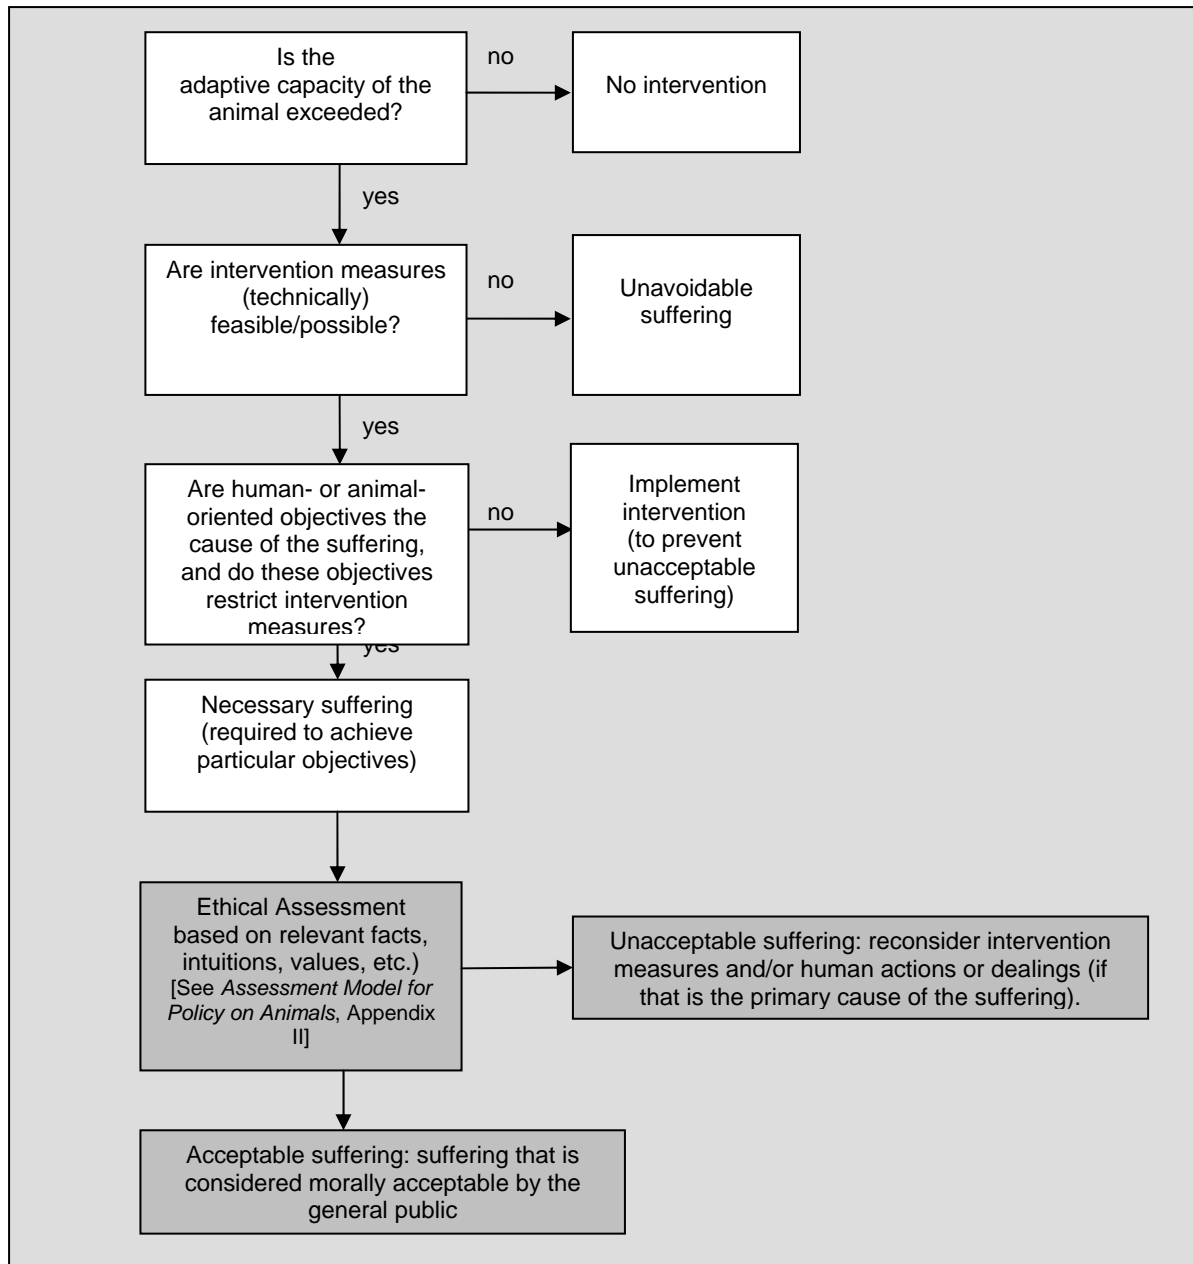 Is the
adaptive capacity of the
animal exceeded?
no
No intervention
yes
Are intervention measures
(technically)
feasible/possible?
no
Unavoidable
suffering
yes
Are human- or animal-
oriented objectives the
cause of the suffering,
and do these objectives
restrict intervention
measures?
no
Implement
intervention
(to prevent
unacceptable
suffering)
yes
Necessary suffering
(required to achieve
particular objectives)
Ethical Assessment
based on relevant facts,
intuitions, values, etc.)
[See Assessment Model for
Policy on Animals, Appendix
II]
Unacceptable suffering: reconsider intervention
measures and/or human actions or dealings (if
that is the primary cause of the suffering).
Acceptable suffering: suffering that is
considered morally acceptable by the
general public